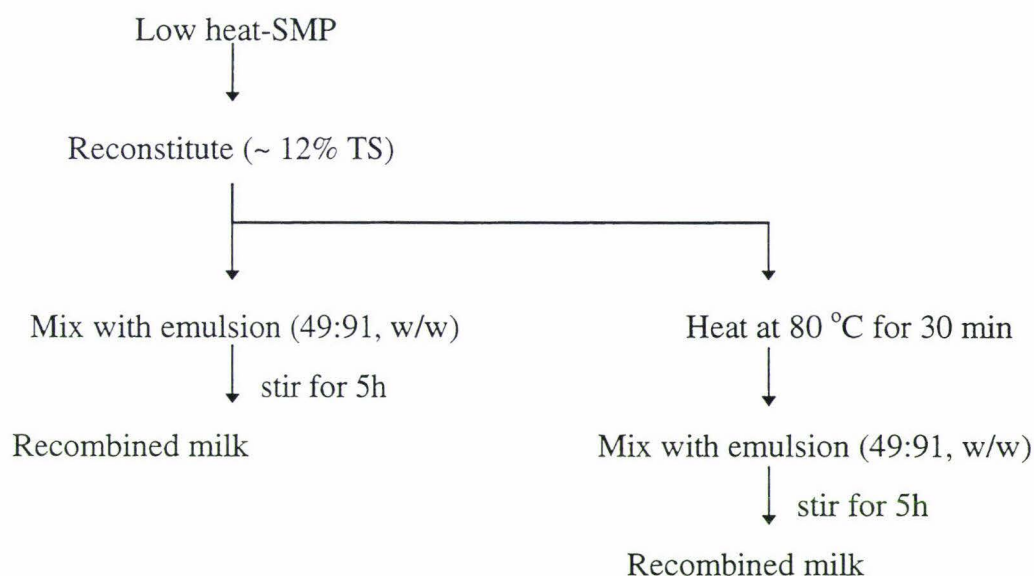 Low heat-SMP
Reconstitute (~ 12% TS)
Mix with emulsion (49:91, w/w)
stir for 5h
Recombined milk
Heat at 80 °C for 30 min
Mix with emulsion (49:91, w/w)
stir for 5h
Recombined milk